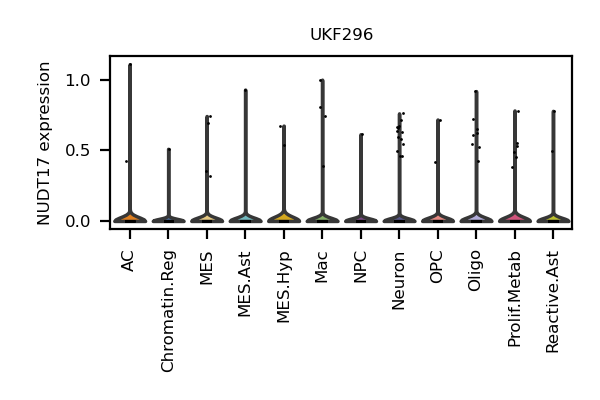 UKF296
NUDT17 expression
1.0
0.5
0.0
AC
Chromatin.Reg
MES
MES.Ast
MES.Hyp
Mac
NPC
Neuron
OPC
Oligo
Prolif.Metab
Reactive.Ast